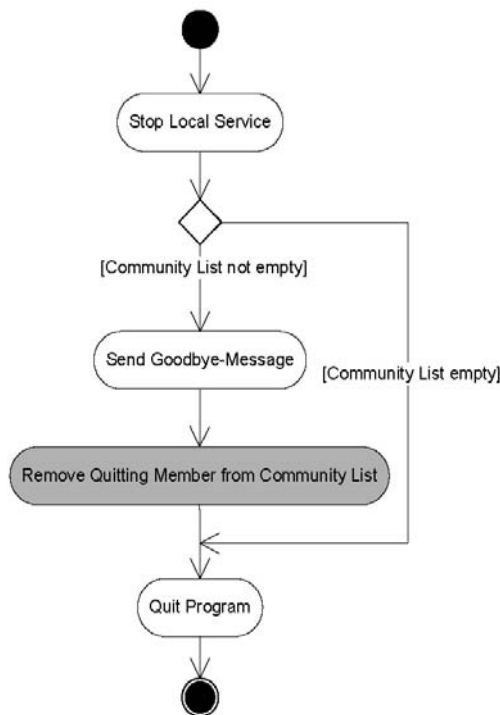 Stop Local Service
[Community List not empty]
Send Goodbye-Message
[Community List empty]
Remove Quitting Member from Community List
Quit Program